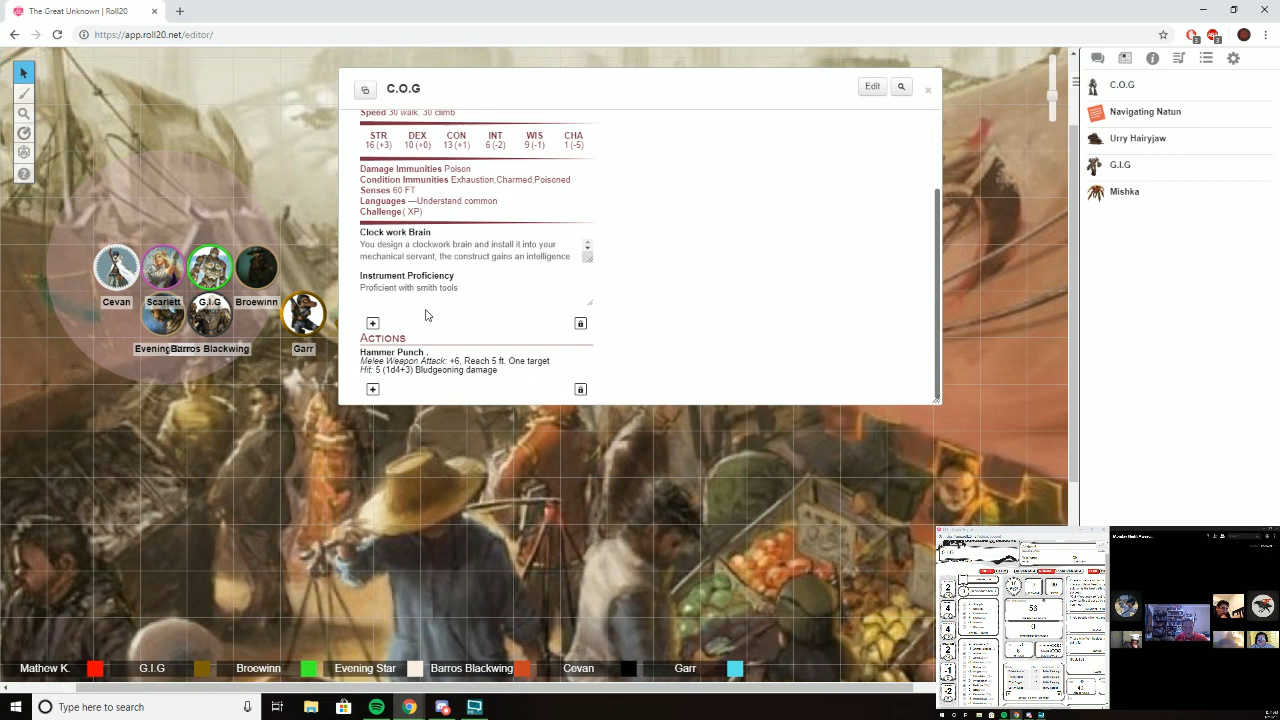 The Great Unknown | Roll20
https://app.roll20.net/editor/
C.O.G
Edit
Speed 30 walk, 30 climb
STR DEX CON INT WIS CHA
16 (+3) 10 (+0) 13 (+1) 6 (-2) 9 (-1) 1 (-5)
Damage Immunities Poison
Condition Immunities Exhaustion,Charmed,Poisoned
Senses 60 FT
Languages —Understand common
Challenge ( XP)
Clock work Brain
You design a clockwork brain and install it into your
mechanical servant, the construct gains an intelligence
Instrument Proficiency
Proficient with smith tools
Actions
Hammer Punch .
Melee Weapon Attack: +6, Reach 5 ft, One target
Hit: 5 (1d4+3) Bludgeoning damage
C.O.G
Navigating Natun
Urry Hairyjaw
G.I.G
Mishka
Cevan Scarlett G.I.G Broewinn
Evening Barros Blackwing Garr
Mathew K. G.I.G Broewinn Evening Star Barros Blackwing Cevan Garr
Type here to search